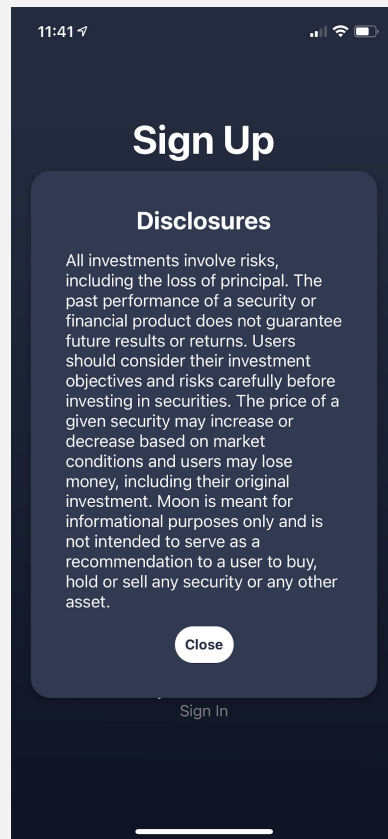 11:41
Sign Up
Disclosures
All investments involve risks,
including the loss of principal. The
past performance of a security or
financial product does not guarantee
future results or returns. Users
should consider their investment
objectives and risks carefully before
investing in securities. The price of a
given security may increase or
decrease based on market
conditions and users may lose
money, including their original
investment. Moon is meant for
informational purposes only and is
not intended to serve as a
recommendation to a user to buy,
hold or sell any security or any other
asset.
Close
Sign In